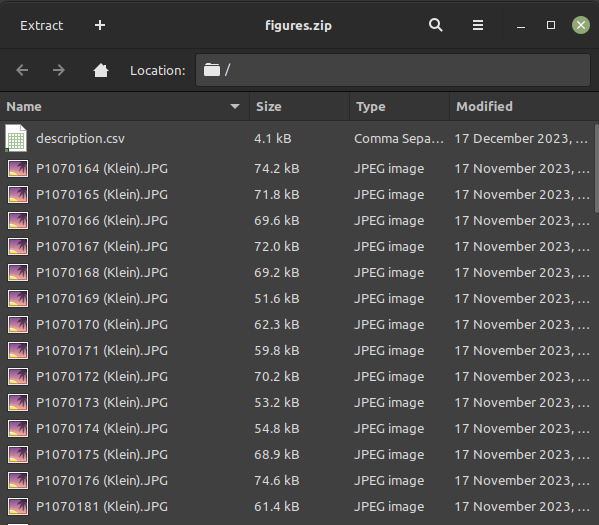 Extract + figures.zip
Location: /
Name Size Type Modified
description.csv 4.1 kB Comma Sepa… 17 December 2023, …
P1070164 (Klein).JPG 74.2 kB JPEG image 17 November 2023, …
P1070165 (Klein).JPG 71.8 kB JPEG image 17 November 2023, …
P1070166 (Klein).JPG 69.6 kB JPEG image 17 November 2023, …
P1070167 (Klein).JPG 72.0 kB JPEG image 17 November 2023, …
P1070168 (Klein).JPG 69.2 kB JPEG image 17 November 2023, …
P1070169 (Klein).JPG 51.6 kB JPEG image 17 November 2023, …
P1070170 (Klein).JPG 62.3 kB JPEG image 17 November 2023, …
P1070171 (Klein).JPG 59.8 kB JPEG image 17 November 2023, …
P1070172 (Klein).JPG 70.2 kB JPEG image 17 November 2023, …
P1070173 (Klein).JPG 53.2 kB JPEG image 17 November 2023, …
P1070174 (Klein).JPG 54.8 kB JPEG image 17 November 2023, …
P1070175 (Klein).JPG 68.9 kB JPEG image 17 November 2023, …
P1070176 (Klein).JPG 74.6 kB JPEG image 17 November 2023, …
P1070181 (Klein).JPG 61.4 kB JPEG image 17 November 2023, …